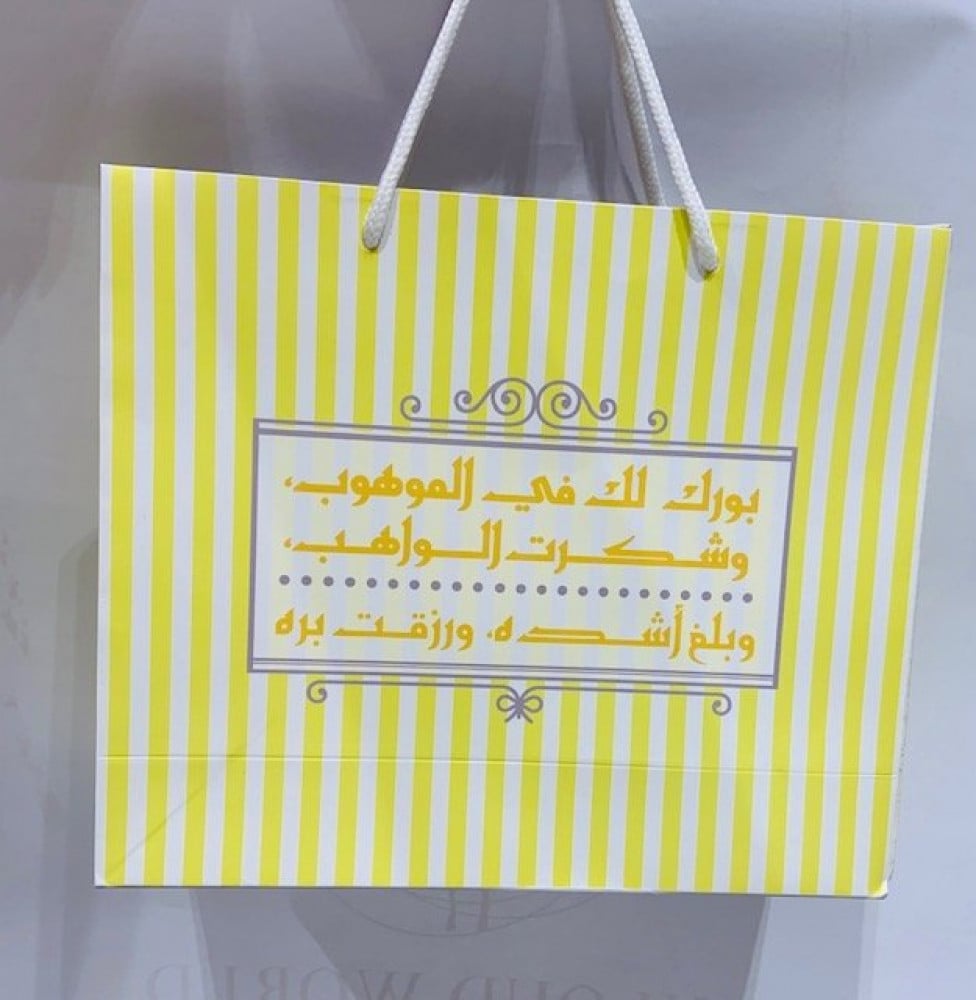 بورك لك في الموهوب،
وشكرت الواهب،
وبلغ أشده، ورزقت بره